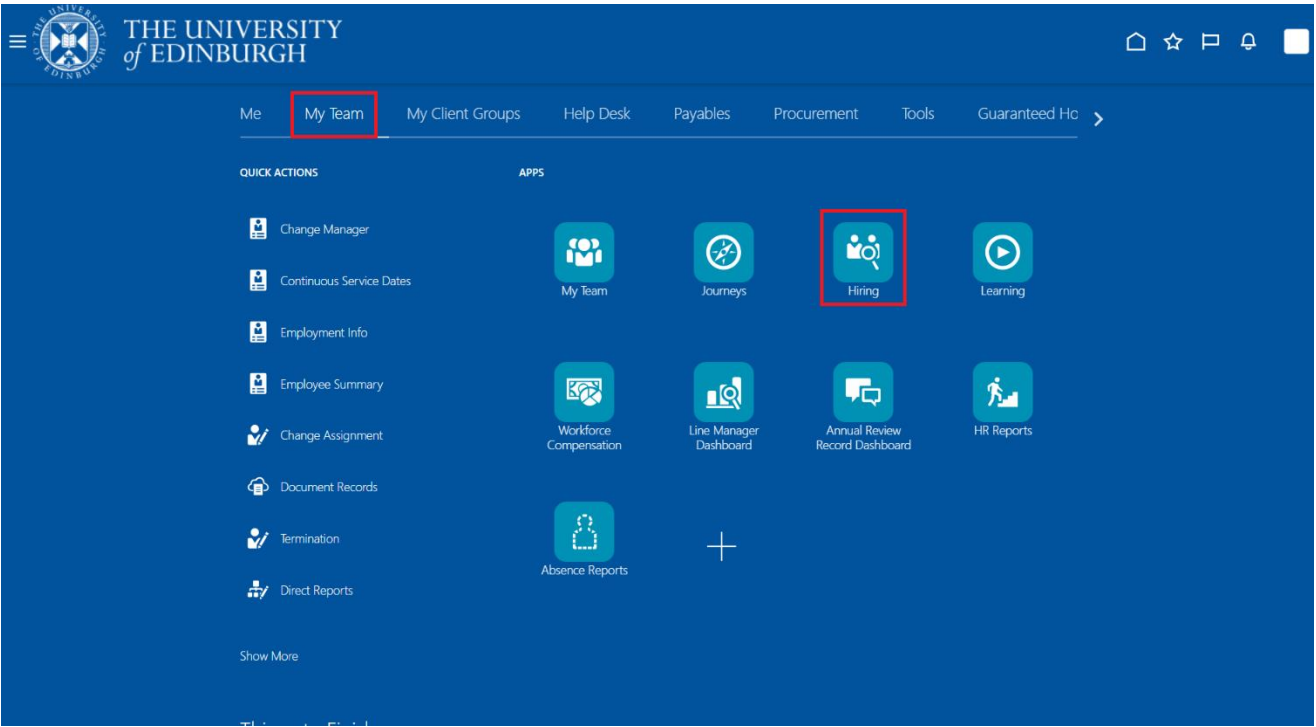 THE UNIVERSITY
of EDINBURGH
Me My Team My Client Groups Help Desk Payables Procurement Tools Guaranteed Ho
QUICK ACTIONS
Change Manager
Continuous Service Dates
Employment Info
Employee Summary
Change Assignment
Document Records
Termination
Direct Reports
Show More
APPS
My Team
Journeys
Hiring
Learning
Workforce
Compensation
Line Manager
Dashboard
Annual Review
Record Dashboard
HR Reports
Absence Reports